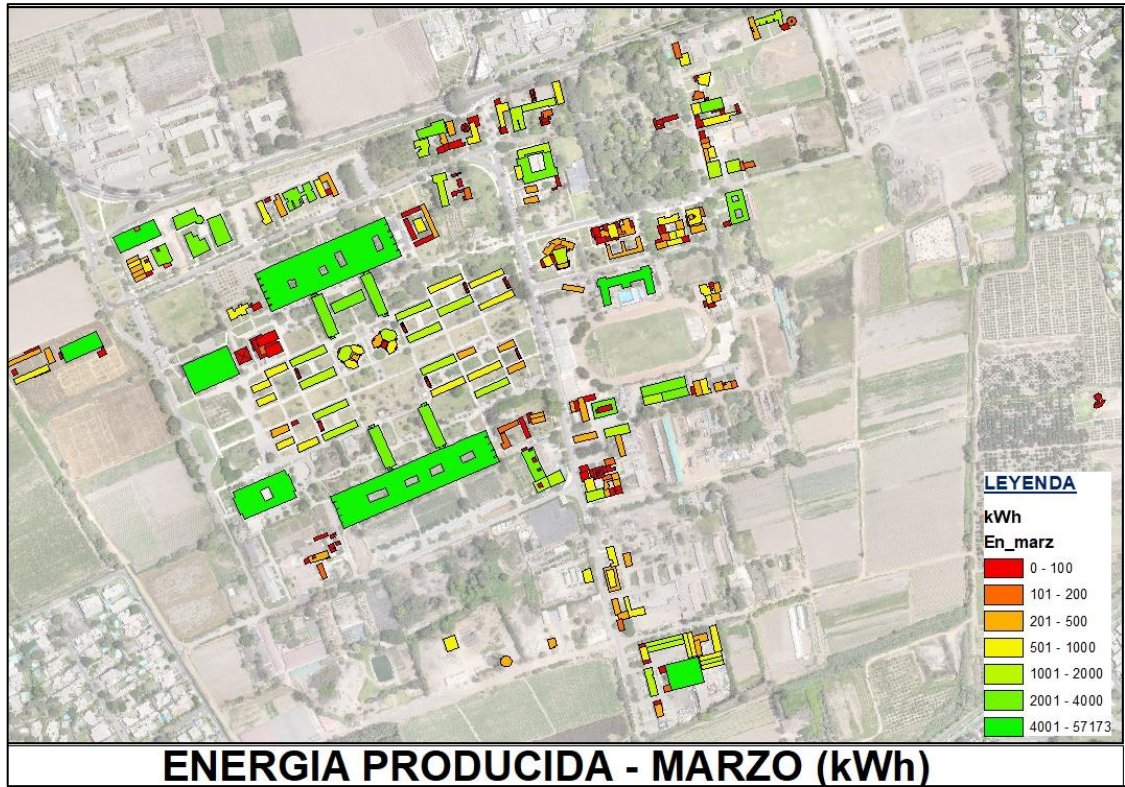 LEYENDA
kWh
En_marz
0 - 100
101 - 200
201 - 500
501 - 1000
1001 - 2000
2001 - 4000
4001 - 57173
ENERGIA PRODUCIDA - MARZO (kWh)